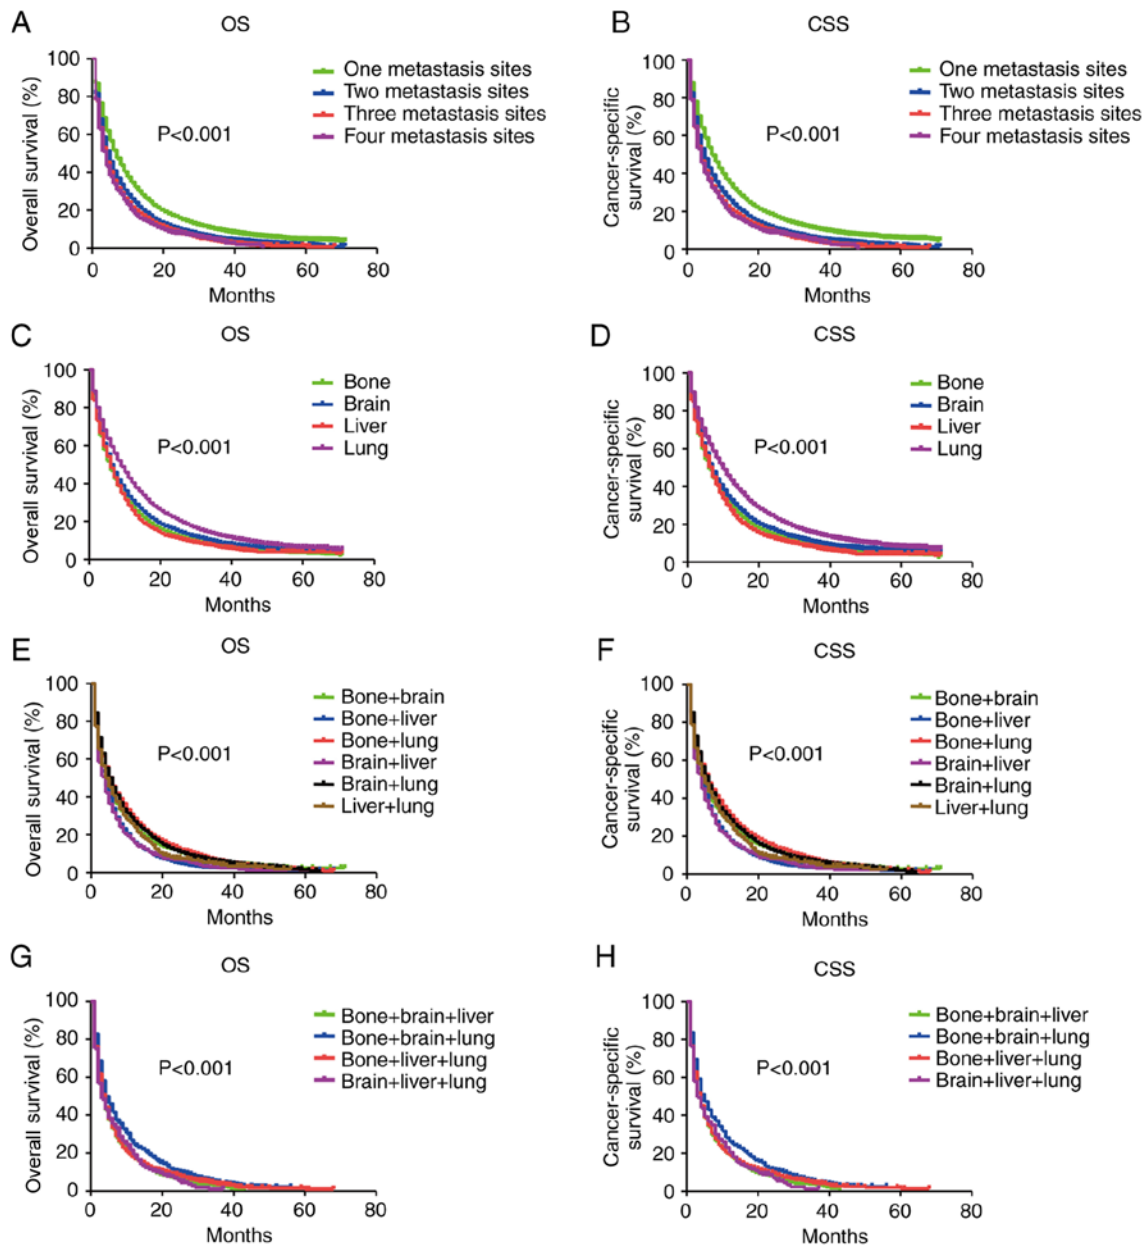 A
OS
Overall survival (%)
100
80
60
40
20
0
P<0.001
One metastasis sites
Two metastasis sites
Three metastasis sites
Four metastasis sites
0 20 40 60 80
Months
B
CSS
Cancer-specific
survival (%)
100
80
60
40
20
0
P<0.001
One metastasis sites
Two metastasis sites
Three metastasis sites
Four metastasis sites
0 20 40 60 80
Months
C
OS
Overall survival (%)
100
80
60
40
20
0
P<0.001
Bone
Brain
Liver
Lung
0 20 40 60 80
Months
D
CSS
Cancer-specific
survival (%)
100
80
60
40
20
0
P<0.001
Bone
Brain
Liver
Lung
0 20 40 60 80
Months
E
OS
Overall survival (%)
100
80
60
40
20
0
P<0.001
Bone+brain
Bone+liver
Bone+lung
Brain+liver
Brain+lung
Liver+lung
0 20 40 60 80
Months
F
CSS
Cancer-specific
survival (%)
100
80
60
40
20
0
P<0.001
Bone+brain
Bone+liver
Bone+lung
Brain+liver
Brain+lung
Liver+lung
0 20 40 60 80
Months
G
OS
Overall survival (%)
100
80
60
40
20
0
P<0.001
Bone+brain+liver
Bone+brain+lung
Bone+liver+lung
Brain+liver+lung
0 20 40 60 80
Months
H
CSS
Cancer-specific
survival (%)
100
80
60
40
20
0
P<0.001
Bone+brain+liver
Bone+brain+lung
Bone+liver+lung
Brain+liver+lung
0 20 40 60 80
Months